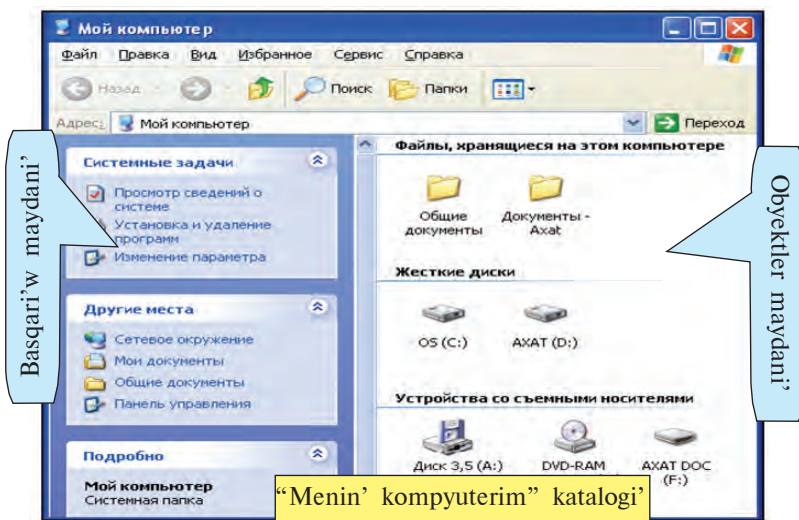 Мой компьютер
Файл Правка Вид Избранное Сервис Справка
Назад Поиск Папки
Адрес: Мой компьютер Переход
Системные задачи
Просмотр сведений о
системе
Установка и удаление
программ
Изменение параметра
Другие места
Сетевое окружение
Мои документы
Общие документы
Панель управления
Подробно
Мой компьютер
Системная папка
Файлы, хранящиеся на этом компьютере
Общие
документы
Документы -
Axat
Жесткие диски
OS (C:) AXAT (D:)
Устройства со съемными носителями
Диск 3,5 (A:) DVD-RAM AXAT DOC
(F:)
Basqari’w maydani’
Obyektler maydani’
“Menin’ kompyuterim” katalogi’